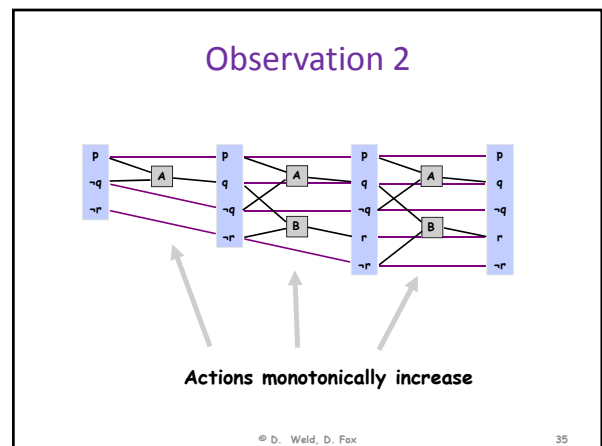 Observation 2
p p p p
A A A
¬q q q q
¬q ¬q ¬q
B B
¬r r r
¬r ¬r ¬r
Actions monotonically increase
© D. Weld, D. Fox 35